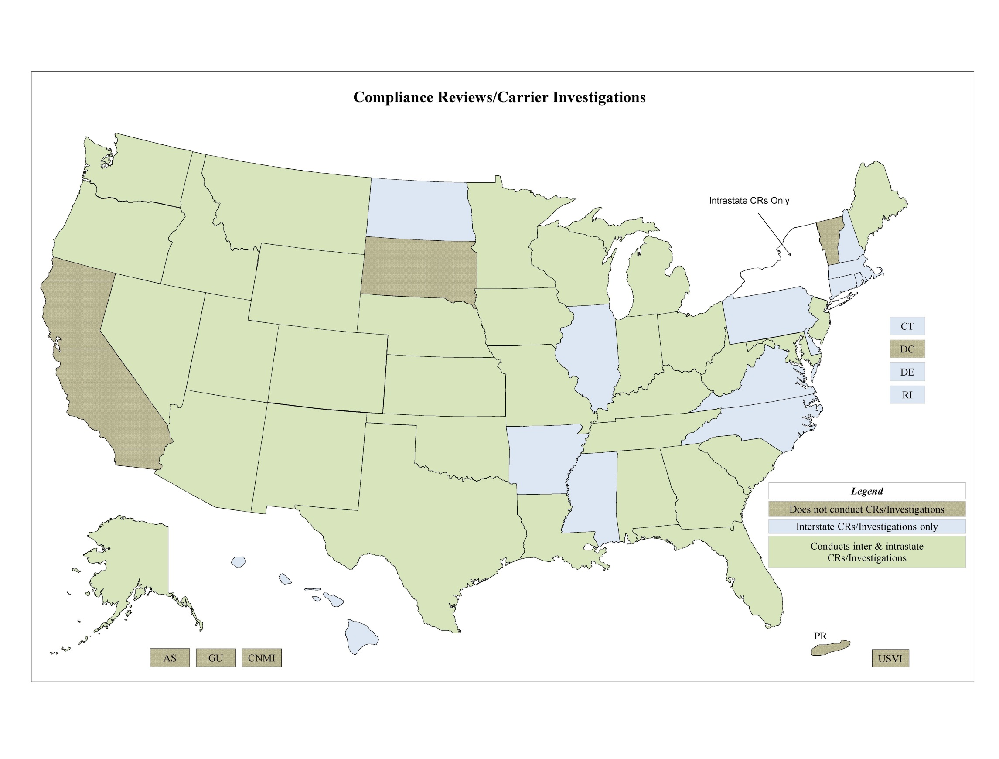 Compliance Reviews/Carrier Investigations
Intrastate CRs Only
CT
DC
DE
RI
Legend
Does not conduct CRs/Investigations
Interstate CRs/Investigations only
Conducts inter & intrastate
CRs/Investigations
PR
AS
GU
CNMI
USVI